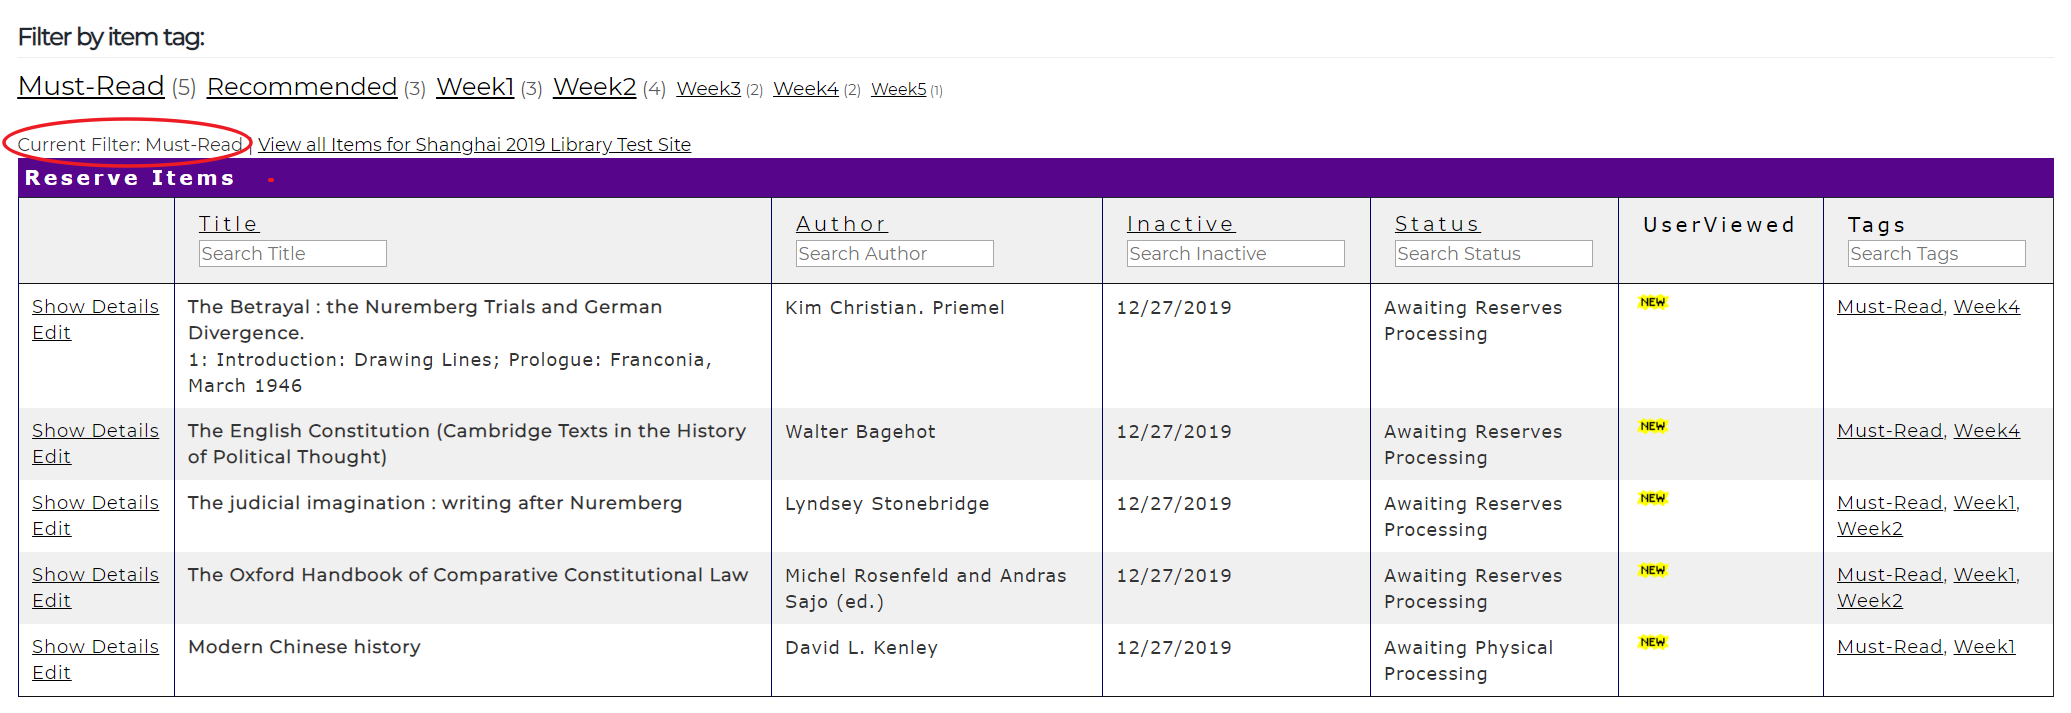 Filter by item tag:
Must-Read (5) Recommended (3) Week1 (3) Week2 (4) Week3 (2) Week4 (2) Week5 (1)
Current Filter: Must-Read | View all Items for Shanghai 2019 Library Test Site
Reserve Items
Title Author Inactive Status UserViewed Tags
Search Title Search Author Search Inactive Search Status Search Tags
Show Details The Betrayal : the Nuremberg Trials and German Kim Christian. Priemel 12/27/2019 Awaiting Reserves NEW Must-Read, Week4
Edit Divergence. Processing
1: Introduction: Drawing Lines; Prologue: Franconia,
March 1946
Show Details The English Constitution (Cambridge Texts in the History Walter Bagehot 12/27/2019 Awaiting Reserves NEW Must-Read, Week4
Edit of Political Thought) Processing
Show Details The judicial imagination : writing after Nuremberg Lyndsey Stonebridge 12/27/2019 Awaiting Reserves NEW Must-Read, Week1,
Edit Processing Week2
Show Details The Oxford Handbook of Comparative Constitutional Law Michel Rosenfeld and Andras 12/27/2019 Awaiting Reserves NEW Must-Read, Week1,
Edit Sajo (ed.) Processing Week2
Show Details Modern Chinese history David L. Kenley 12/27/2019 Awaiting Physical NEW Must-Read, Week1
Edit Processing